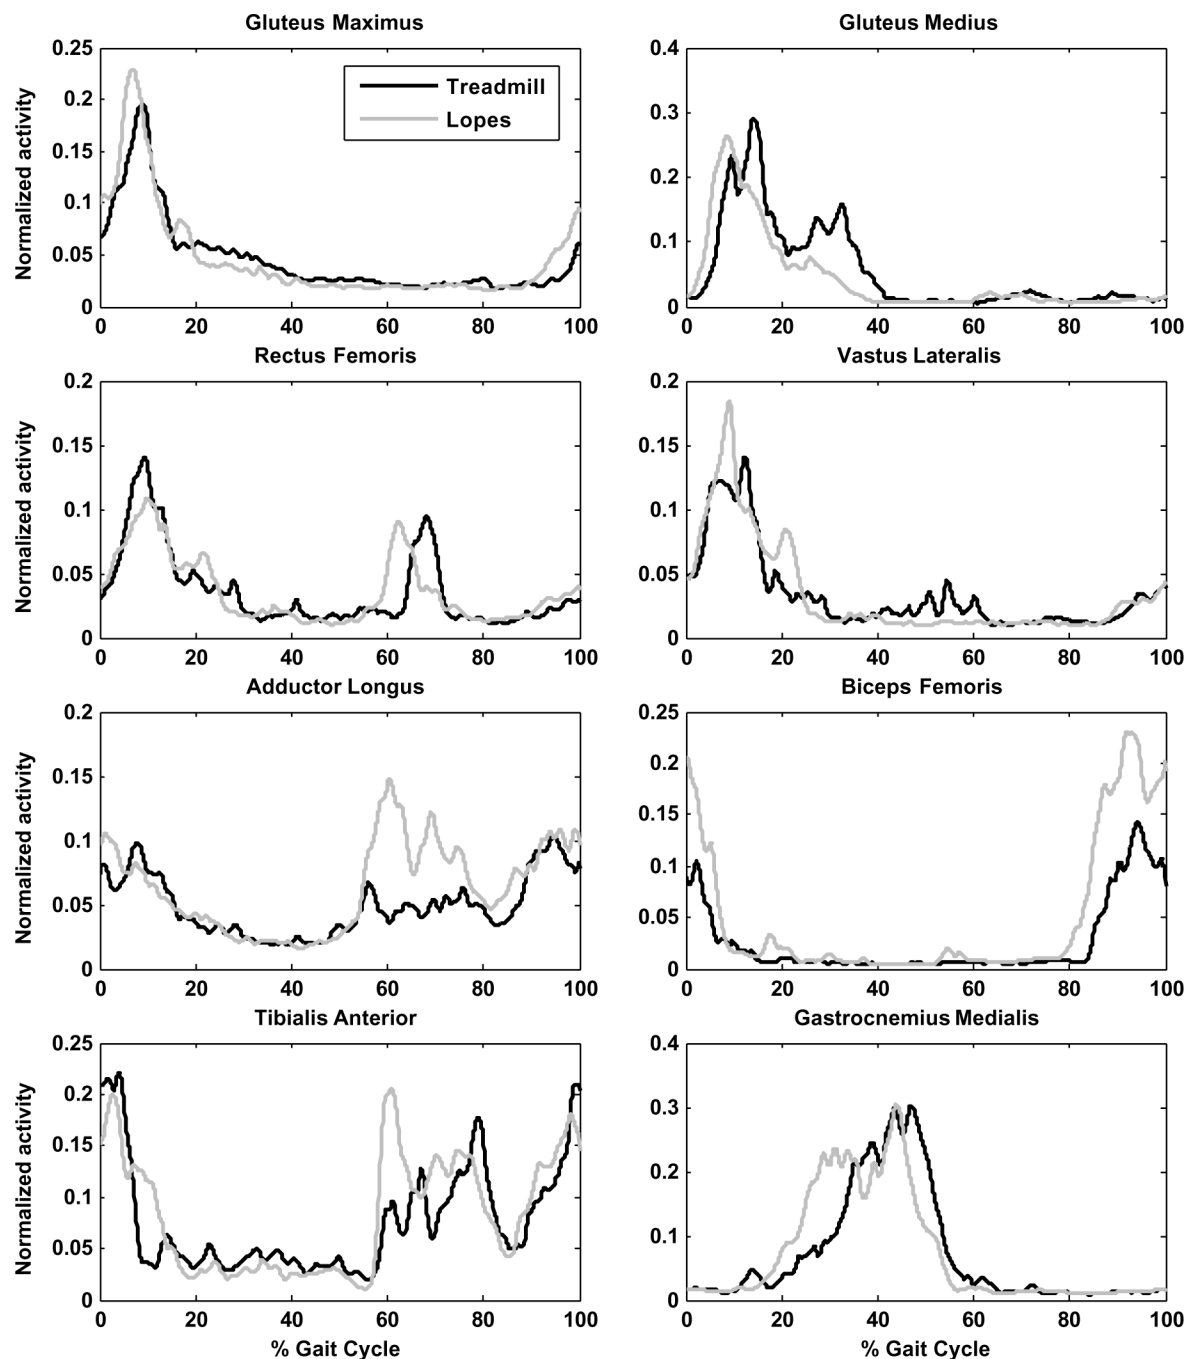 Gluteus Maximus
Gluteus Medius
0.25
0.2
0.15
0.1
0.05
0
Normalized activity
Treadmill
Lopes
0 20 40 60 80 100
0.4
0.3
0.2
0.1
0
0 20 40 60 80 100
Rectus Femoris
Vastus Lateralis
0.2
0.15
0.1
0.05
0
Normalized activity
0 20 40 60 80 100
0.2
0.15
0.1
0.05
0
0 20 40 60 80 100
Adductor Longus
Biceps Femoris
0.2
0.15
0.1
0.05
0
Normalized activity
0 20 40 60 80 100
0.25
0.2
0.15
0.1
0.05
0
0 20 40 60 80 100
Tibialis Anterior
Gastrocnemius Medialis
0.25
0.2
0.15
0.1
0.05
0
Normalized activity
0 20 40 60 80 100
% Gait Cycle
0.4
0.3
0.2
0.1
0
0 20 40 60 80 100
% Gait Cycle